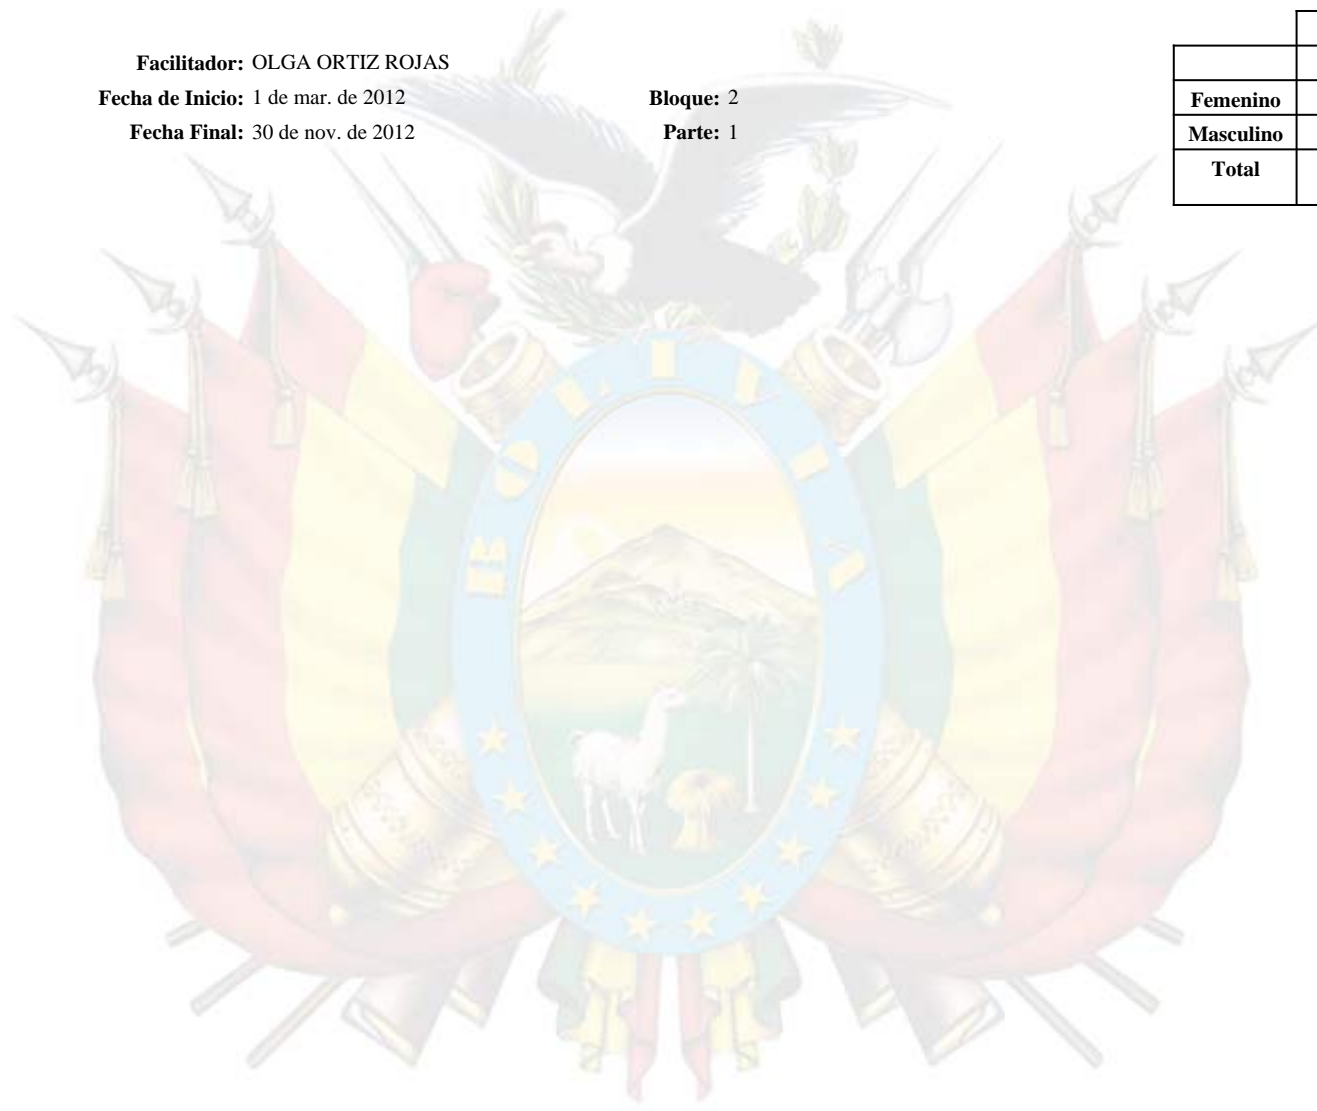 Facilitador: OLGA ORTIZ ROJAS
Fecha de Inicio: 1 de mar. de 2012 Bloque: 2
Fecha Final: 30 de nov. de 2012 Parte: 1
Femenino
Masculino
Total
BOLIVIA